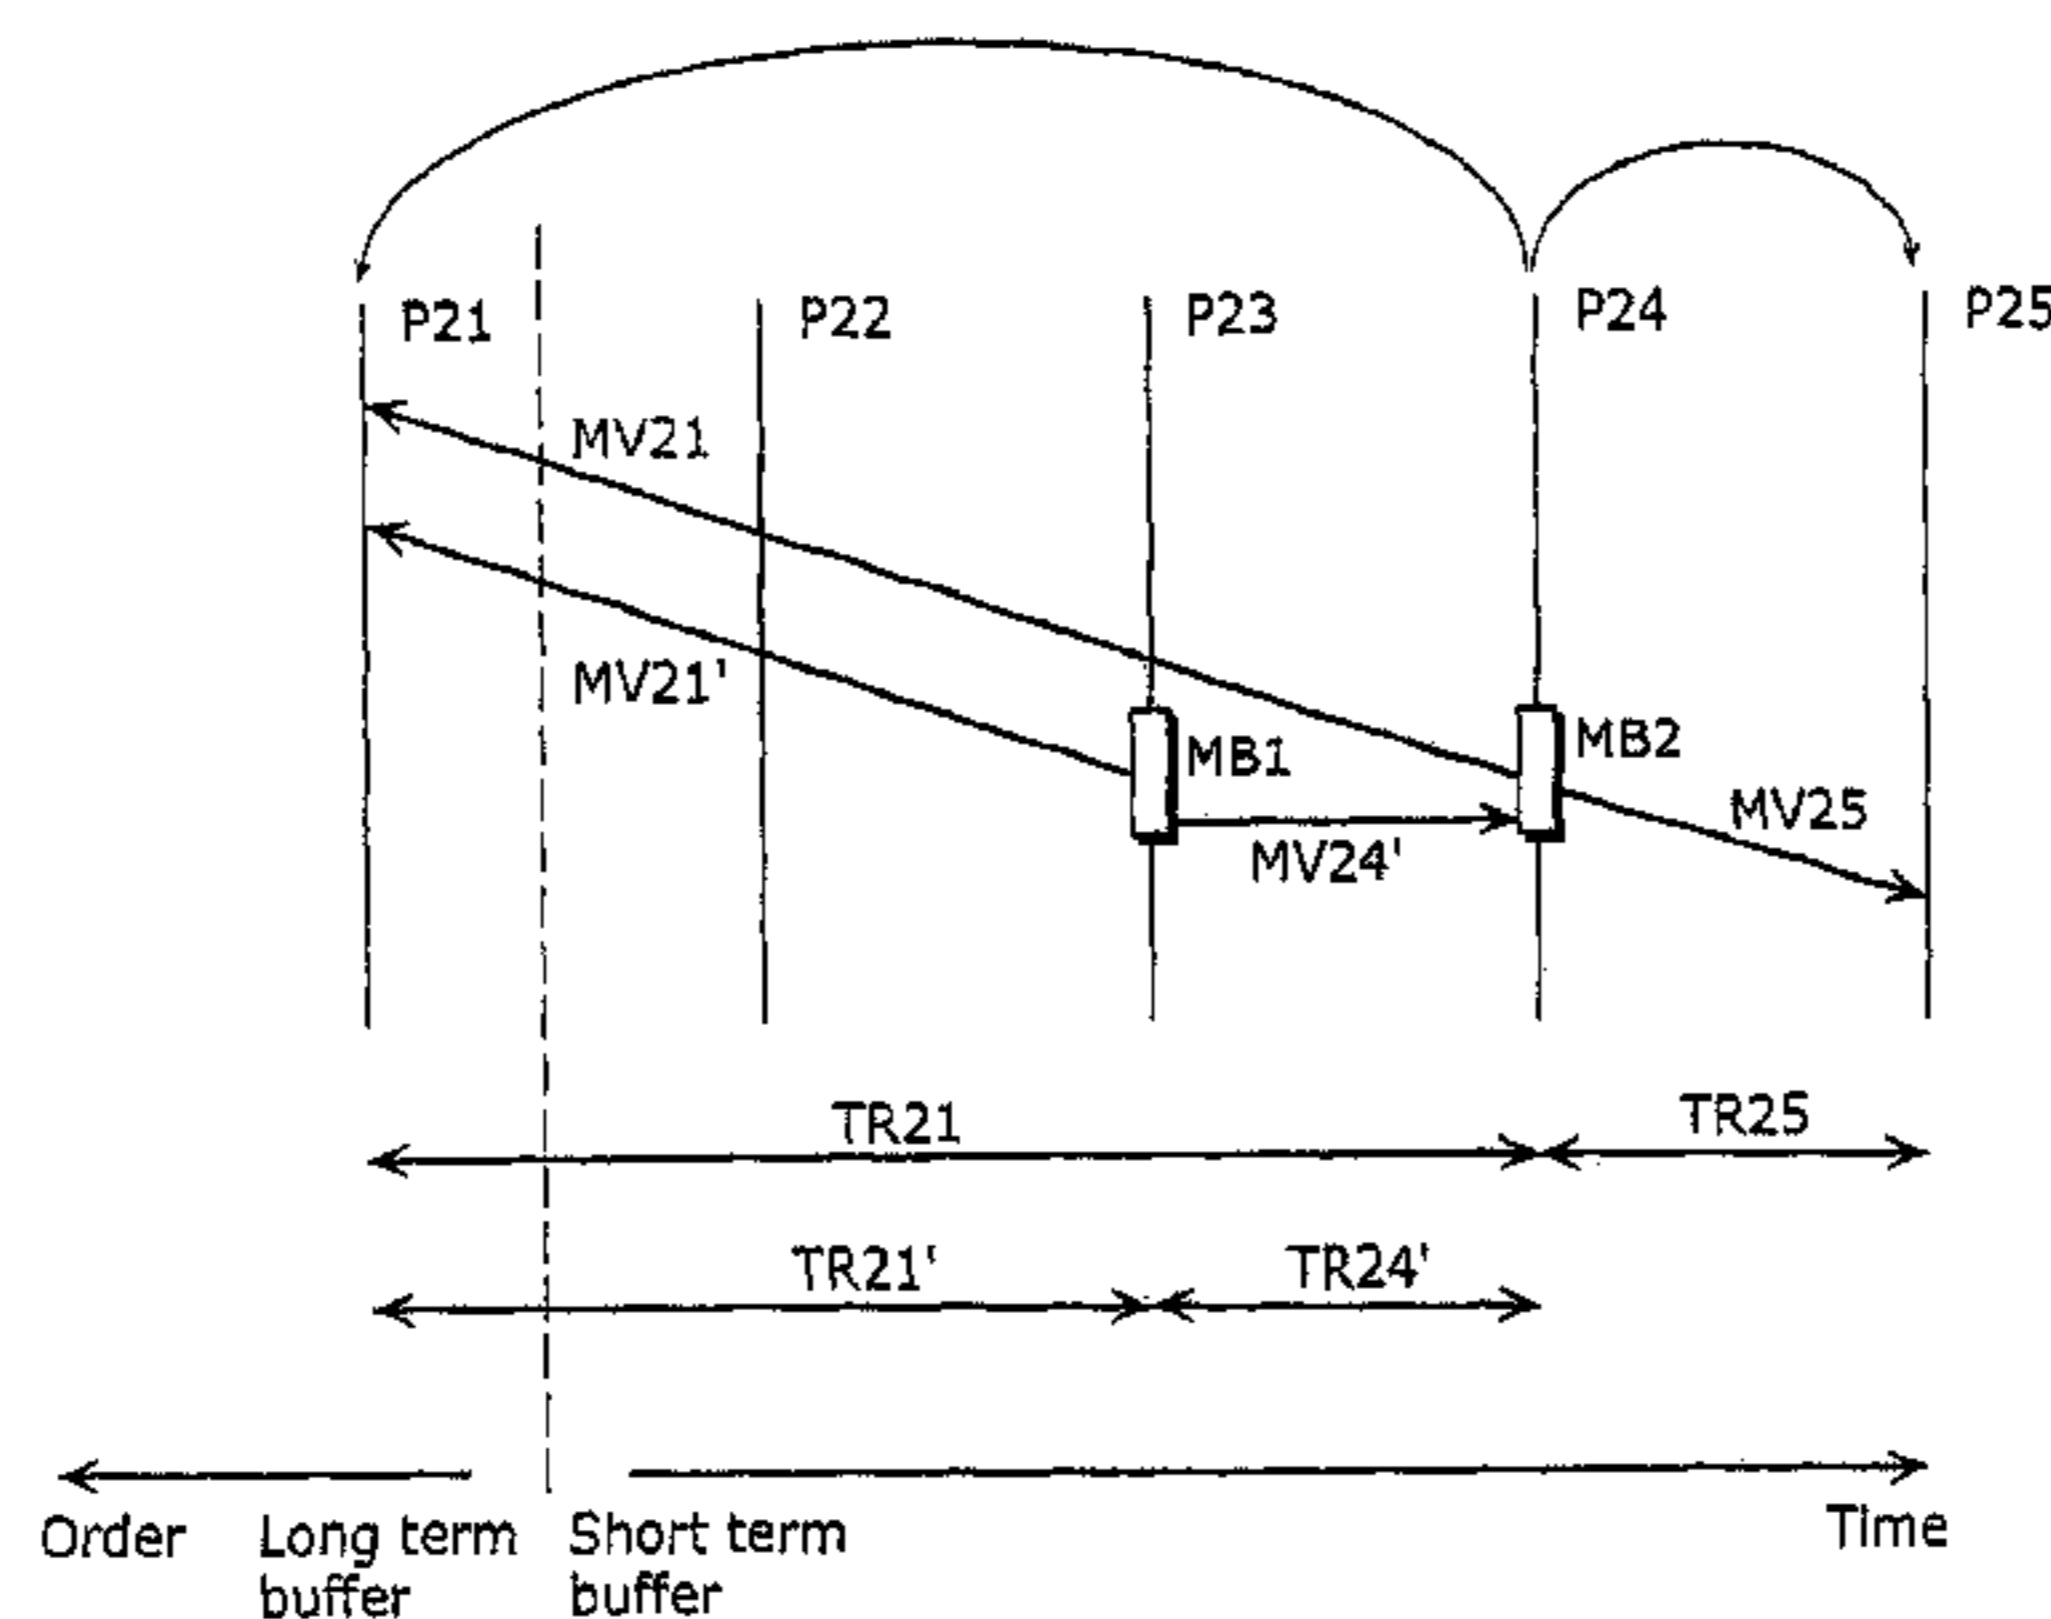 P21
P22
P23
P24
P25
MV21
MV21'
MB1
MB2
MV25
MV24'
TR21
TR25
TR21'
TR24'
Order
Long term
buffer
Short term
buffer
Time